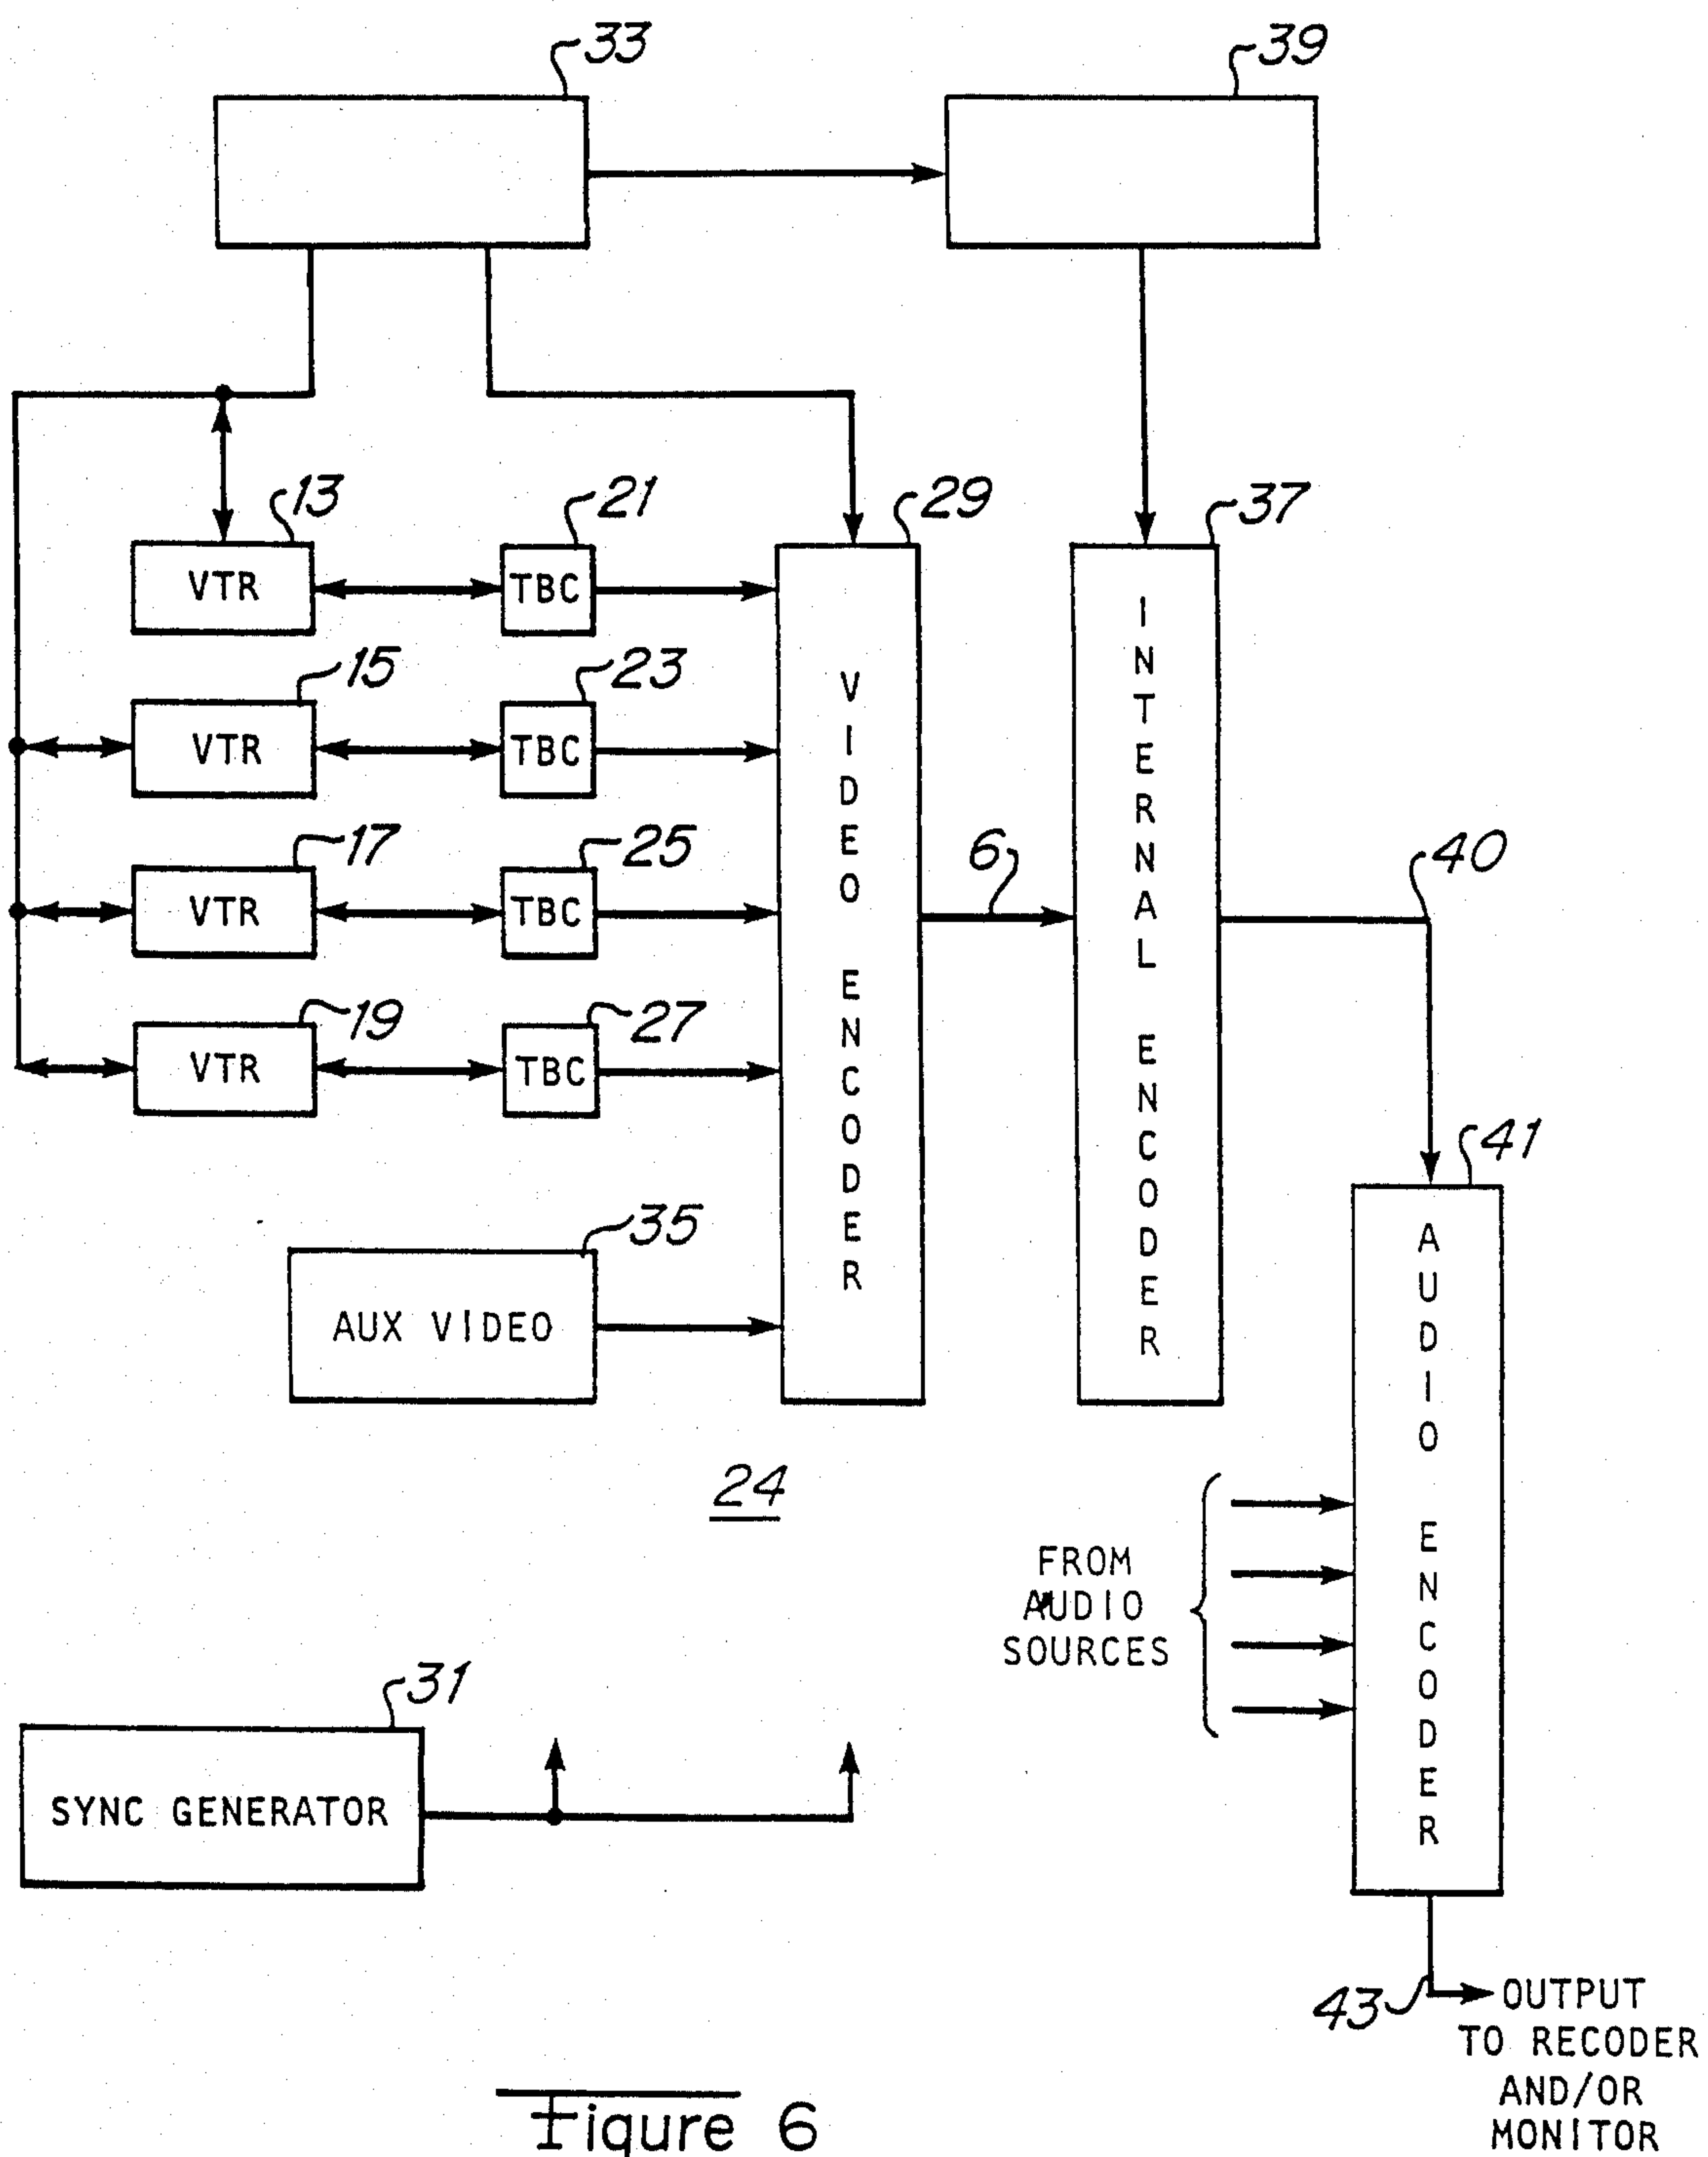 33
39
13
21
29
37
VTR
TBC
15
23
VTR
TBC
17
25
6
40
VTR
TBC
19
27
VTR
TBC
VIDEO ENCODER
INTERNAL ENCODER
41
35
AUX VIDEO
AUDIO ENCODER
24
FROM
AUDIO
SOURCES
31
SYNC GENERATOR
43
OUTPUT
TO RECODER
AND/OR
MONITOR
Figure 6